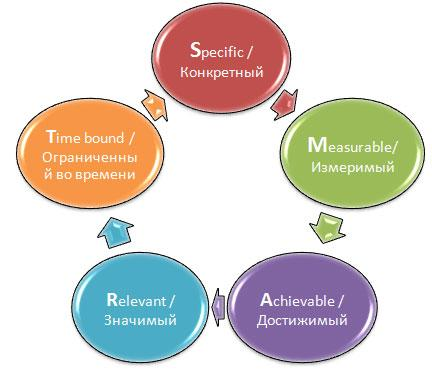 Specific /
Конкретный
Measurable/
Измеримый
Achievable /
Достижимый
Relevant /
Значимый
Time bound /
Ограниченны
й во времени